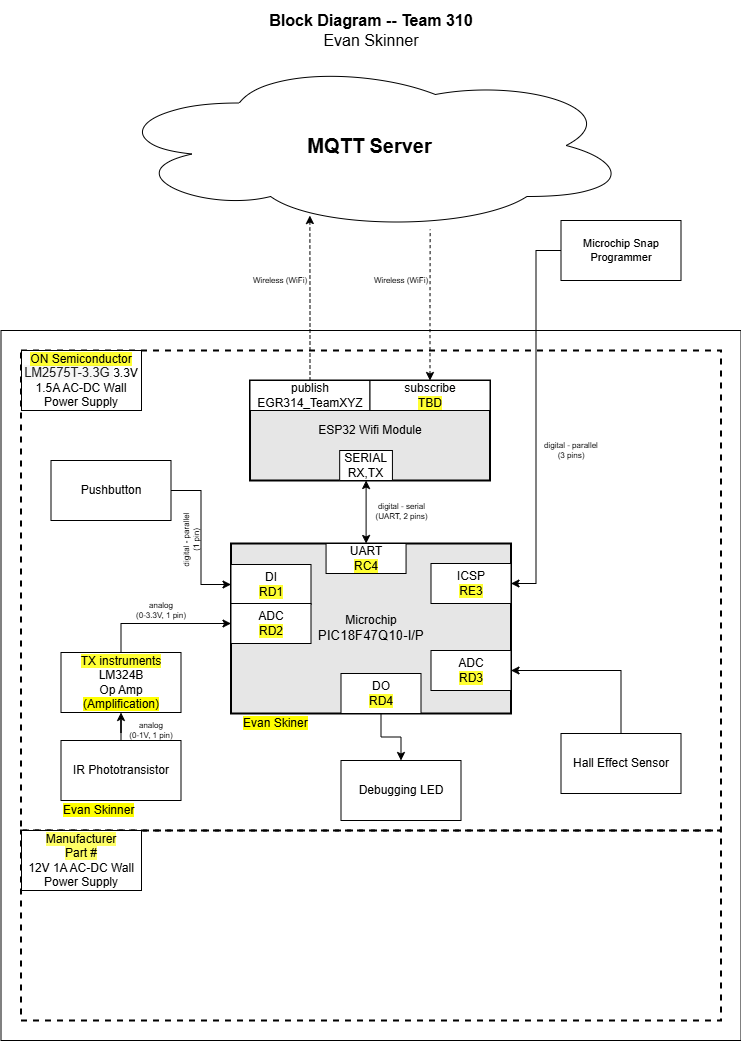 Block Diagram -- Team 310
Evan Skinner
MQTT Server
Microchip Snap
Programmer
Wireless (WiFi)
Wireless (WiFi)
ON Semiconductor
LM2575T-3.3G 3.3V
1.5A AC-DC Wall
Power Supply
publish
EGR314_TeamXYZ
subscribe
TBD
ESP32 Wifi Module
SERIAL
RX,TX
digital - parallel
(3 pins)
Pushbutton
digital - parallel
(1 pin)
digital - serial
(UART, 2 pins)
UART
RC4
DI
RD1
ICSP
RE3
ADC
RD2
Microchip
PIC18F47Q10-I/P
analog
(0-3.3V, 1 pin)
TX instruments
LM324B
Op Amp
(Amplification)
ADC
RD3
DO
RD4
Evan Skiner
analog
(0-1V, 1 pin)
IR Phototransistor
Evan Skinner
Debugging LED
Hall Effect Sensor
Manufacturer
Part #
12V 1A AC-DC Wall
Power Supply